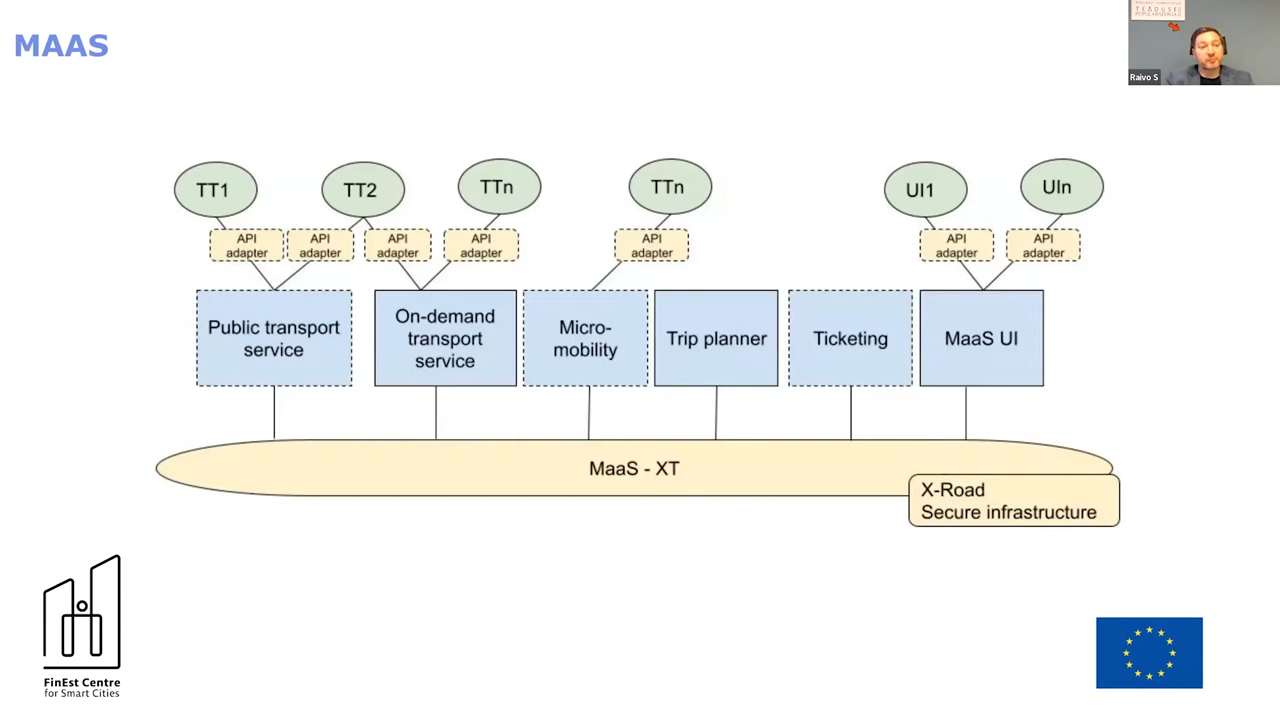 MAAS
TEADUSE
POPULARISEERIJAD
Raivo S
TT1
TT2
TTn
TTn
UI1
UIn
API
adapter
API
adapter
API
adapter
API
adapter
API
adapter
API
adapter
API
adapter
Public transport
service
On-demand
transport
service
Micro-
mobility
Trip planner
Ticketing
MaaS UI
MaaS - XT
X-Road
Secure infrastructure
FinEst Centre
for Smart Cities